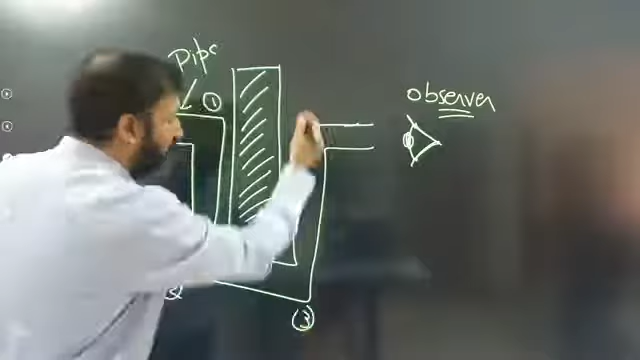 pipe
①
observer
③